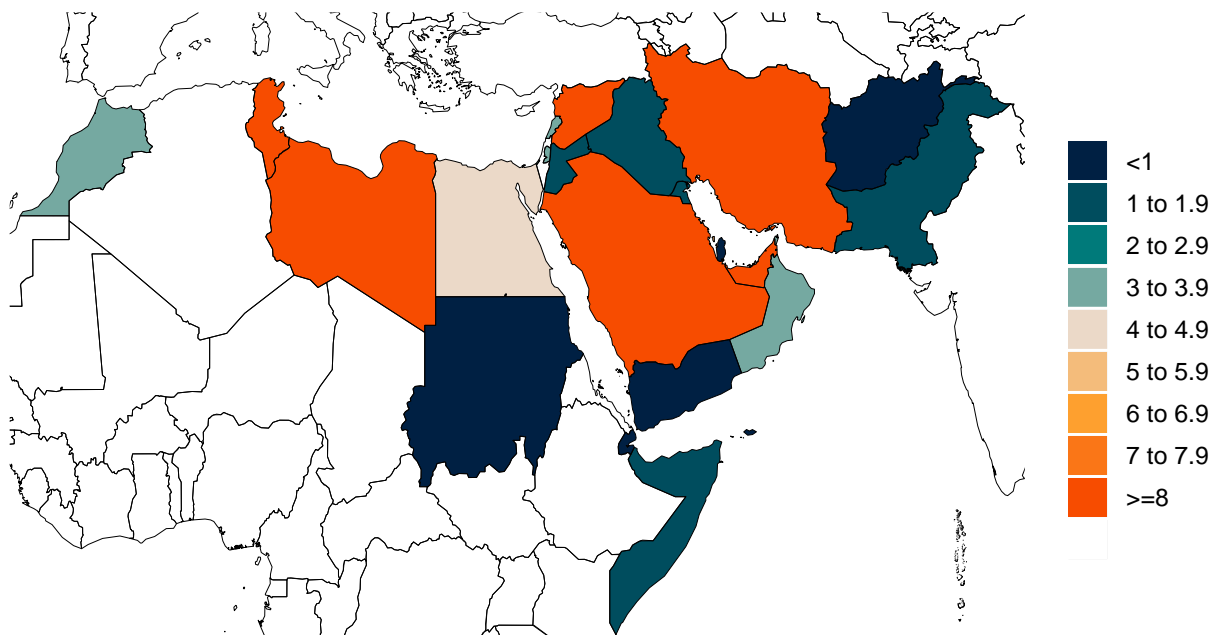 <1
1 to 1.9
2 to 2.9
3 to 3.9
4 to 4.9
5 to 5.9
6 to 6.9
7 to 7.9
>=8